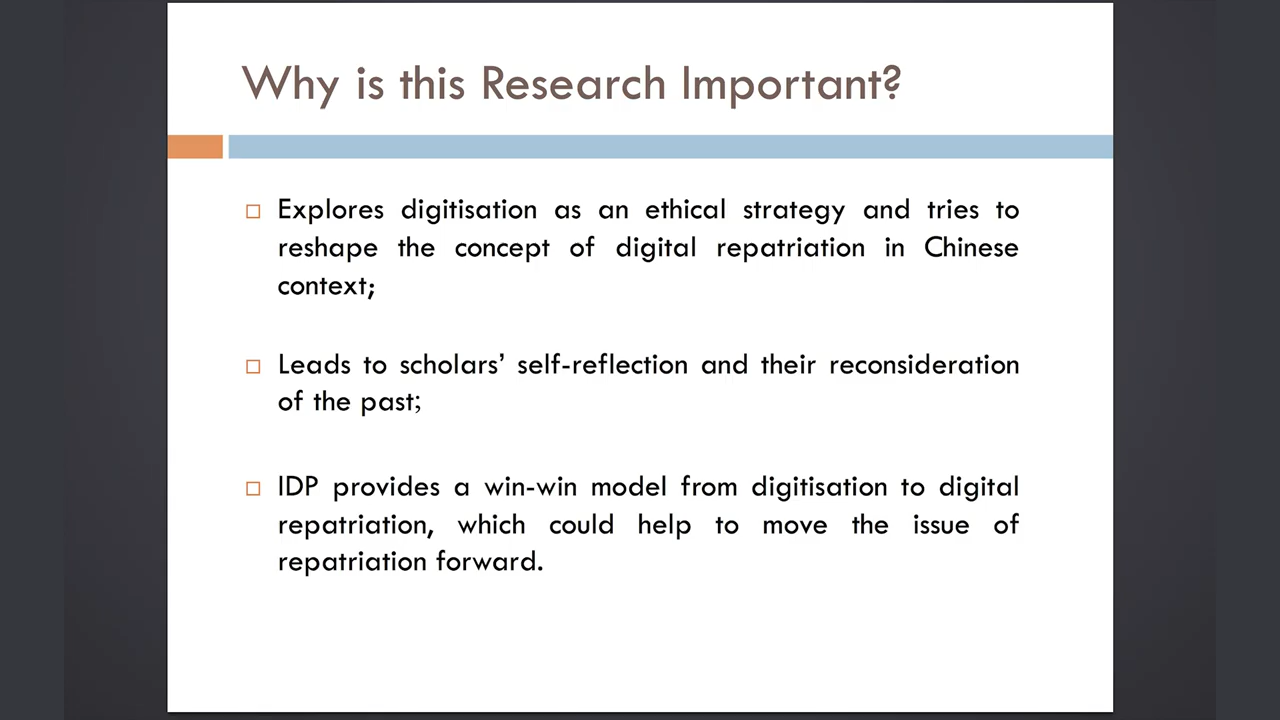 Why is this Research Important?
Explores digitisation as an ethical strategy and tries to
reshape the concept of digital repatriation in Chinese
context;
Leads to scholars’ self-reflection and their reconsideration
of the past;
IDP provides a win-win model from digitisation to digital
repatriation, which could help to move the issue of
repatriation forward.